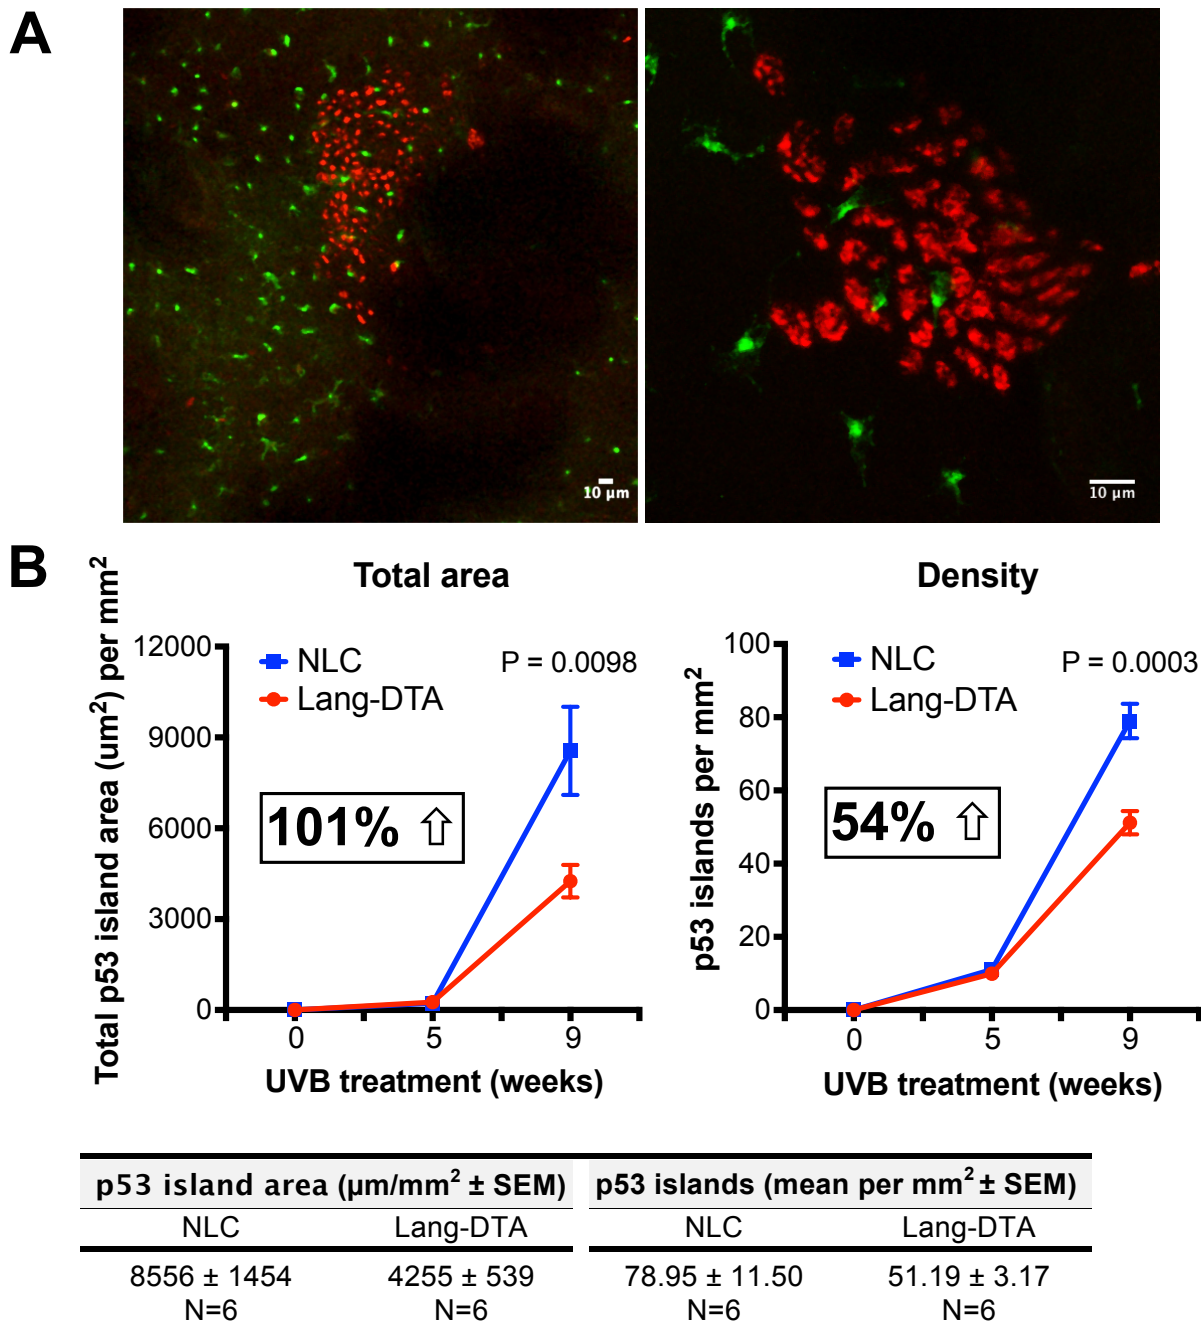 A
10 µm
10 µm
B
Total area
Total p53 island area (um²) per mm²
12000
9000
6000
3000
0
NLC
Lang-DTA
P = 0.0098
101% ⇧
0 5 9
UVB treatment (weeks)
Density
p53 islands per mm²
100
80
60
40
20
0
NLC
Lang-DTA
P = 0.0003
54% ⇧
0 5 9
UVB treatment (weeks)
p53 island area (µm/mm² ± SEM) p53 islands (mean per mm² ± SEM)
NLC Lang-DTA NLC Lang-DTA
8556 ± 1454 4255 ± 539 78.95 ± 11.50 51.19 ± 3.17
N=6 N=6 N=6 N=6